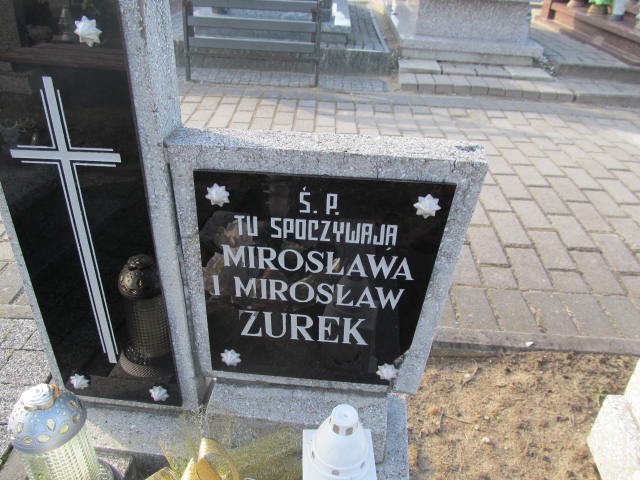 Ś. P.
TU SPOCZYWAJĄ
MIROSŁAWA
I MIROSŁAW
ŻUREK